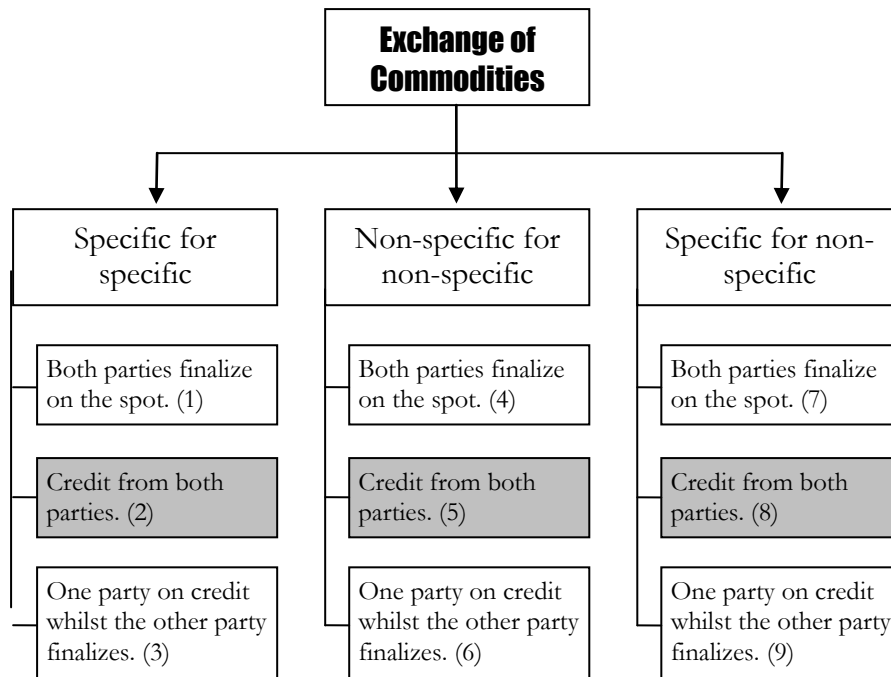 Exchange of
Commodities
Specific for
specific
Both parties finalize
on the spot. (1)
Credit from both
parties. (2)
One party on credit
whilst the other party
finalizes. (3)
Non-specific for
non-specific
Both parties finalize
on the spot. (4)
Credit from both
parties. (5)
One party on credit
whilst the other party
finalizes. (6)
Specific for non-
specific
Both parties finalize
on the spot. (7)
Credit from both
parties. (8)
One party on credit
whilst the other party
finalizes. (9)